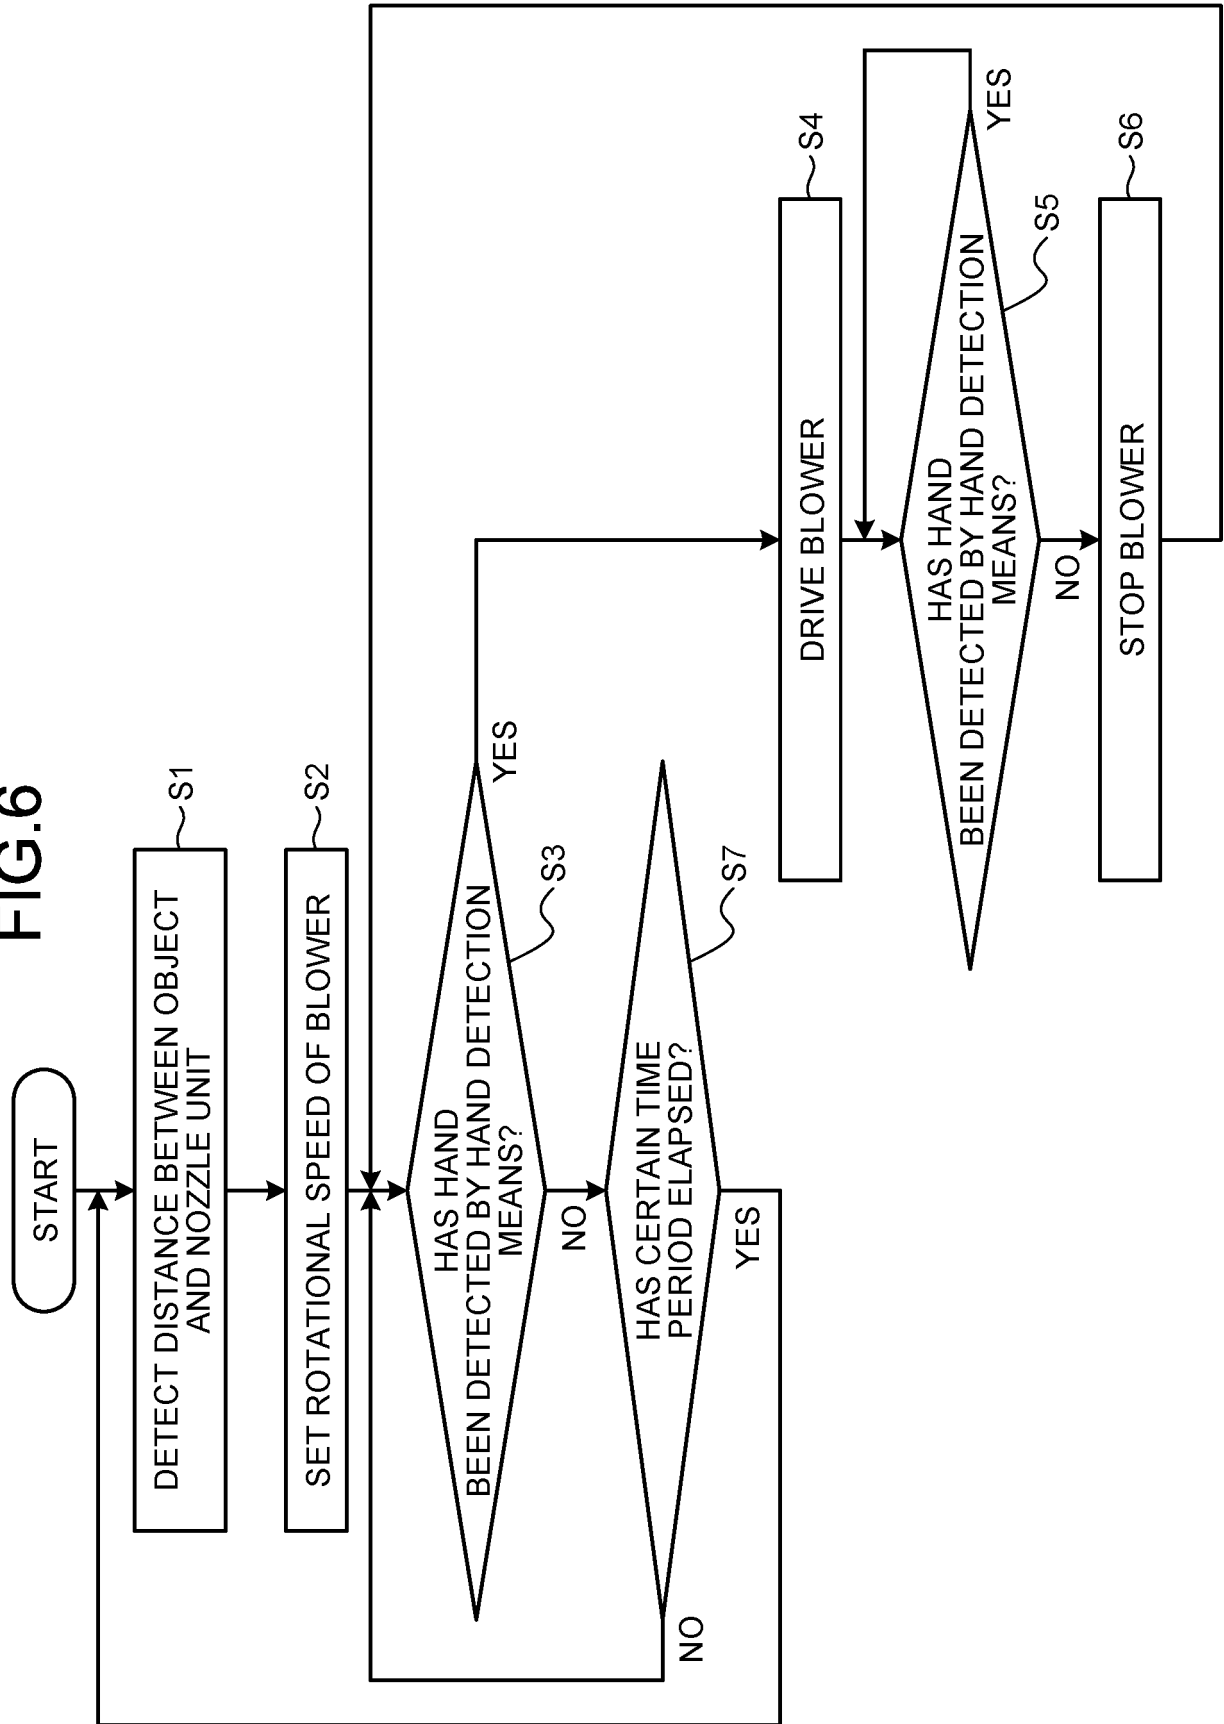 FIG.6
START
DETECT DISTANCE BETWEEN OBJECT
AND NOZZLE UNIT
S1
SET ROTATIONAL SPEED OF BLOWER
S2
HAS HAND
BEEN DETECTED BY HAND DETECTION
MEANS?
S3
YES
NO
HAS CERTAIN TIME
PERIOD ELAPSED?
S7
NO
YES
DRIVE BLOWER
S4
HAS HAND
BEEN DETECTED BY HAND DETECTION
MEANS?
S5
YES
NO
STOP BLOWER
S6